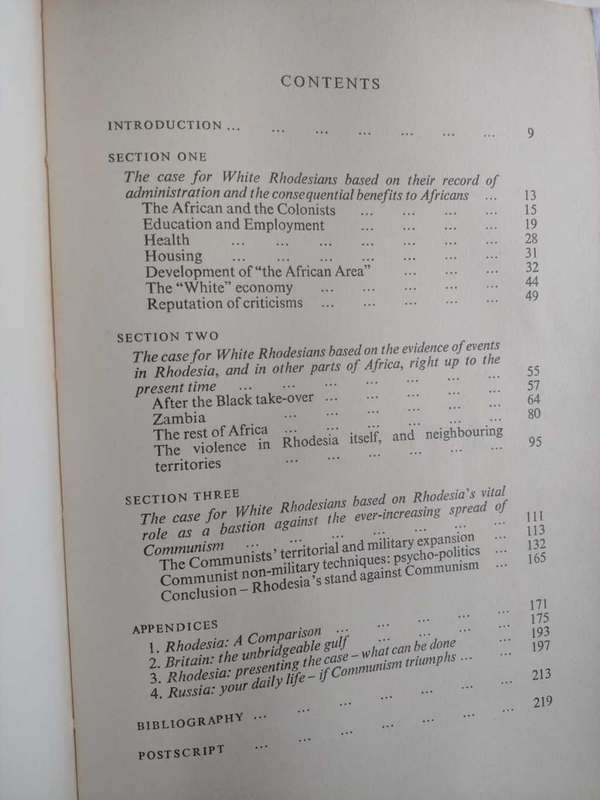 CONTENTS
INTRODUCTION ... ... ... ... ... ... ... 9
SECTION ONE
The case for White Rhodesians based on their record of
administration and the consequential benefits to Africans ... 13
The African and the Colonists ... ... ... ... 15
Education and Employment ... ... ... ... 19
Health ... ... ... ... ... ... ... 28
Housing ... ... ... ... ... ... ... 31
Development of "the African Area" ... ... ... 32
The "White" economy ... ... ... ... ... 44
Reputation of criticisms ... ... ... ... ... 49
SECTION TWO
The case for White Rhodesians based on the evidence of events
in Rhodesia, and in other parts of Africa, right up to the
present time ... ... ... ... ... ... ... 55
After the Black take-over ... ... ... ... ... 57
Zambia ... ... ... ... ... ... 64
The rest of Africa ... ... ... ... ... ... 80
The violence in Rhodesia itself, and neighbouring
territories ... ... ... ... ... ... 95
SECTION THREE
The case for White Rhodesians based on Rhodesia's vital
role as a bastion against the ever-increasing spread of
Communism ... ... ... ... ... ... ... 111
The Communists' territorial and military expansion ... 113
Communist non-military techniques: psycho-politics ... 132
Conclusion – Rhodesia's stand against Communism ... 165
APPENDICES
1. Rhodesia: A Comparison ... ... ... ... ... 171
2. Britain: the unbridgeable gulf ... ... ... ... 175
3. Rhodesia: presenting the case – what can be done ... 193
4. Russia: your daily life – if Communism triumphs ... ... 197
BIBLIOGRAPHY ... ... ... ... ... ... ... 213
POSTSCRIPT ... ... ... ... ... ... ... 219